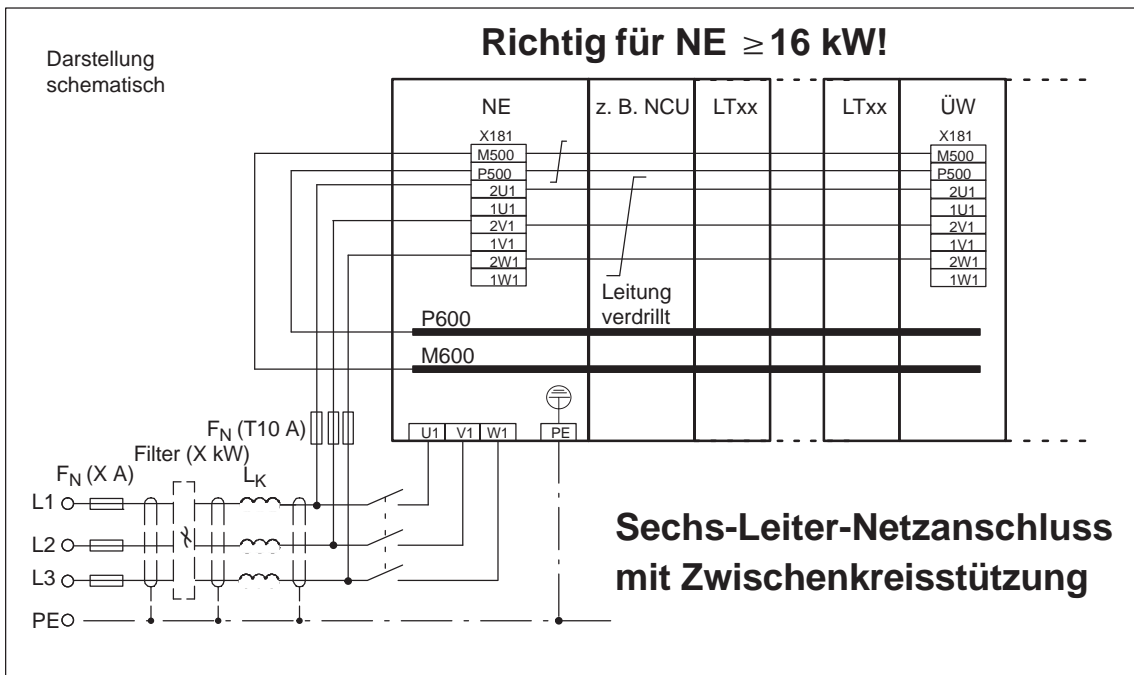 Darstellung
schematisch
Richtig für NE ≥ 16 kW!
NE
z. B. NCU
LTxx
LTxx
ÜW
X181
M500
P500
2U1
1U1
2V1
1V1
2W1
1W1
X181
M500
P500
2U1
1U1
2V1
1V1
2W1
1W1
Leitung
verdrillt
P600
M600
U1 V1 W1 PE
FN (T10 A)
Filter (X kW)
FN (X A)
LK
L1
L2
L3
PE
Sechs-Leiter-Netzanschluss
mit Zwischenkreisstützung